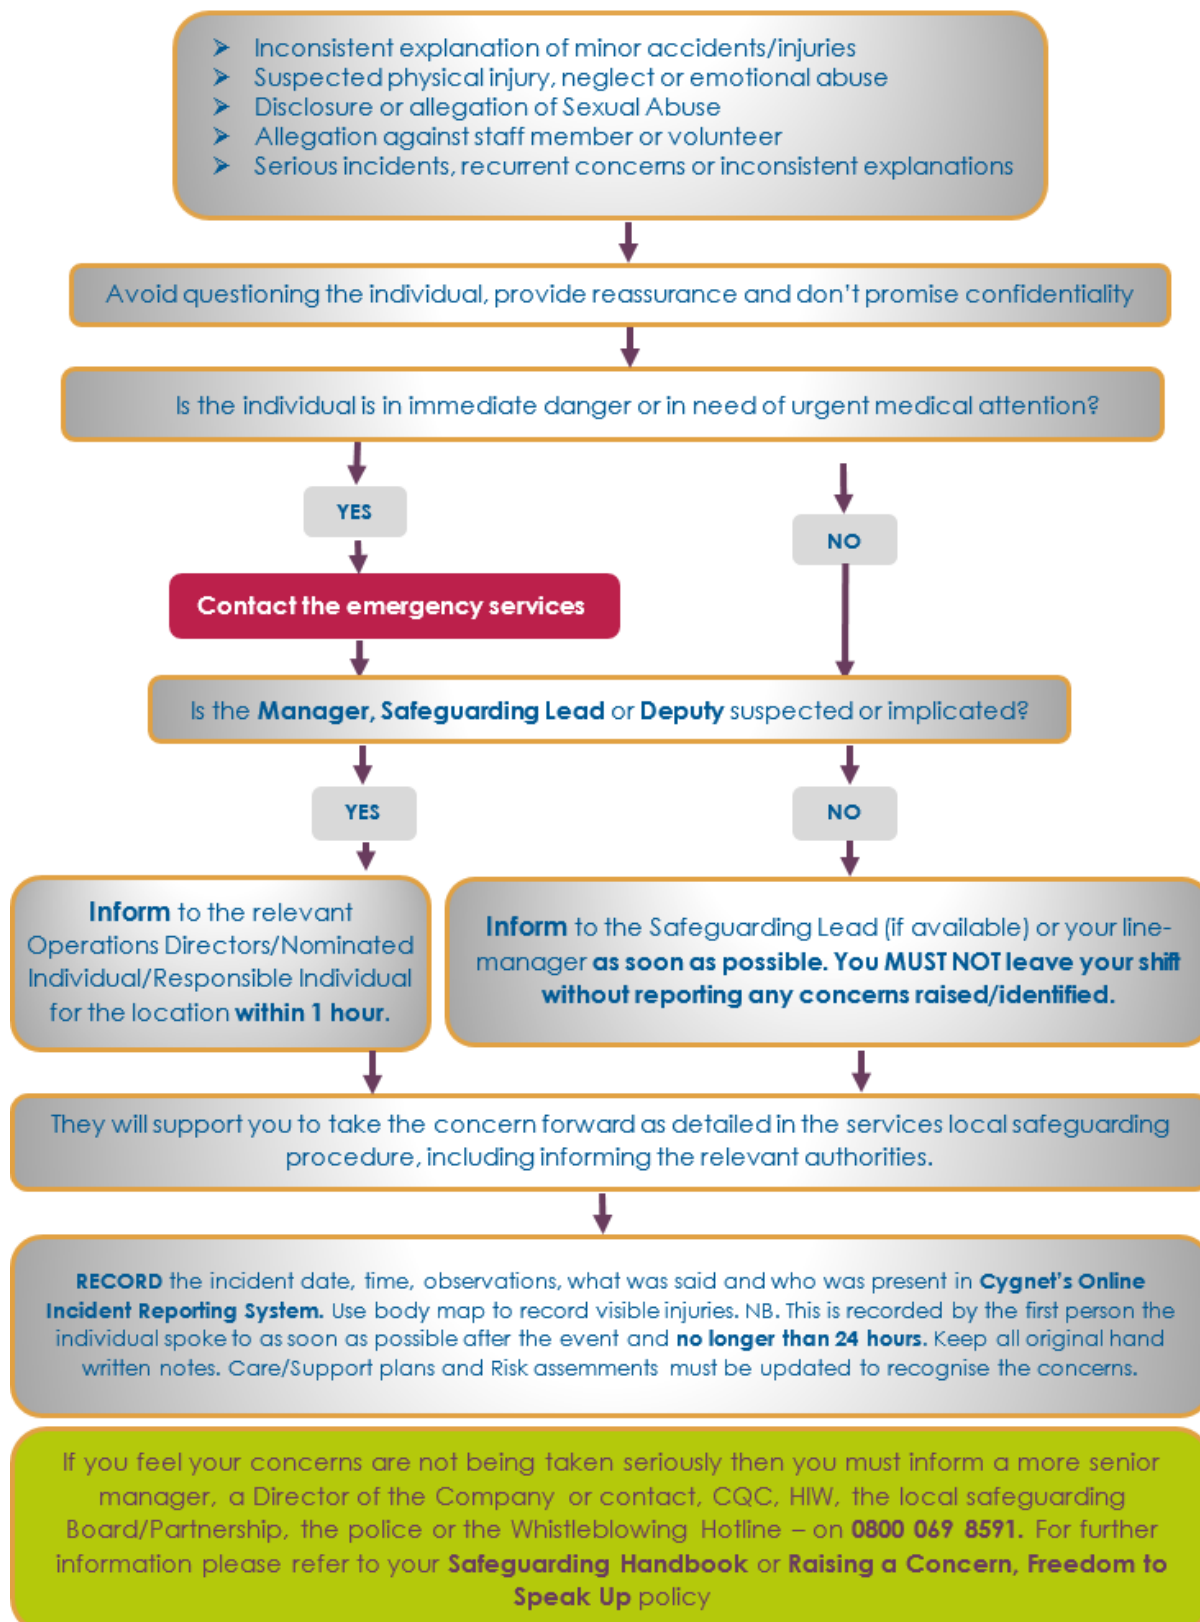 ➤ Inconsistent explanation of minor accidents/injuries
➤ Suspected physical injury, neglect or emotional abuse
➤ Disclosure or allegation of Sexual Abuse
➤ Allegation against staff member or volunteer
➤ Serious incidents, recurrent concerns or inconsistent explanations
Avoid questioning the individual, provide reassurance and don't promise confidentiality
Is the individual is in immediate danger or in need of urgent medical attention?
YES
NO
Contact the emergency services
Is the Manager, Safeguarding Lead or Deputy suspected or implicated?
YES
NO
Inform to the relevant
Operations Directors/Nominated
Individual/Responsible Individual
for the location within 1 hour.
Inform to the Safeguarding Lead (if available) or your line-
manager as soon as possible. You MUST NOT leave your shift
without reporting any concerns raised/identified.
They will support you to take the concern forward as detailed in the services local safeguarding
procedure, including informing the relevant authorities.
RECORD the incident date, time, observations, what was said and who was present in Cygnet's Online
Incident Reporting System. Use body map to record visible injuries. NB. This is recorded by the first person the
individual spoke to as soon as possible after the event and no longer than 24 hours. Keep all original hand
written notes. Care/Support plans and Risk assemments must be updated to recognise the concerns.
If you feel your concerns are not being taken seriously then you must inform a more senior
manager, a Director of the Company or contact, CQC, HIW, the local safeguarding
Board/Partnership, the police or the Whistleblowing Hotline – on 0800 069 8591. For further
information please refer to your Safeguarding Handbook or Raising a Concern, Freedom to
Speak Up policy